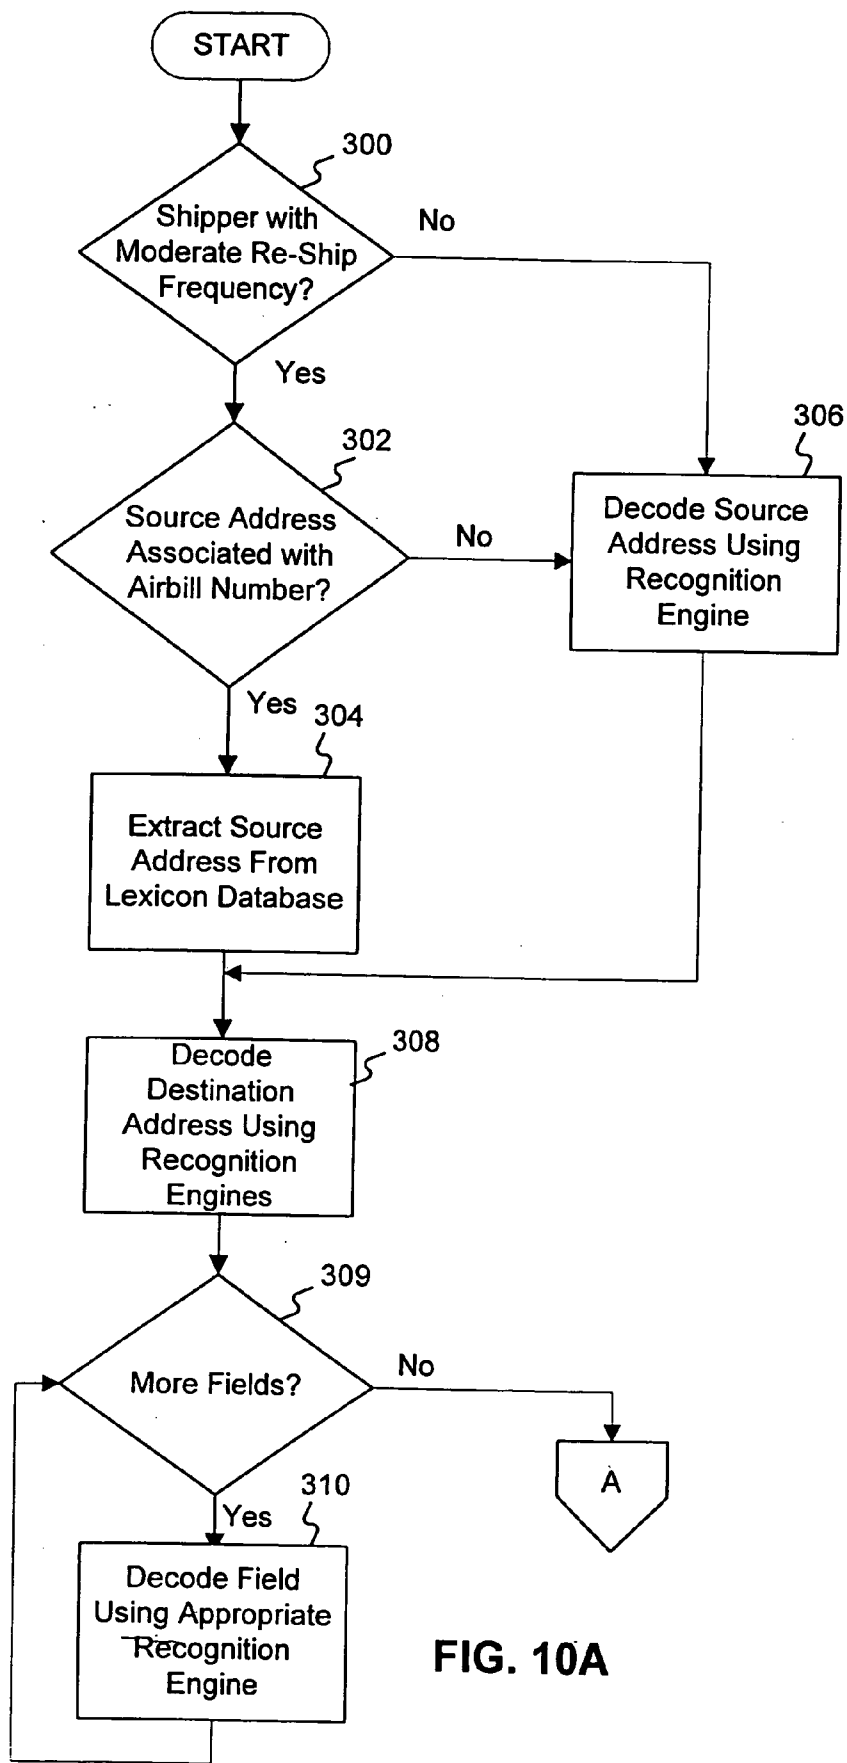 START
300
Shipper with
Moderate Re-Ship
Frequency?
No
Yes
302
Source Address
Associated with
Airbill Number?
No
306
Decode Source
Address Using
Recognition
Engine
Yes
304
Extract Source
Address From
Lexicon Database
308
Decode
Destination
Address Using
Recognition
Engines
309
More Fields?
No
A
Yes
310
Decode Field
Using Appropriate
Recognition
Engine
FIG. 10A